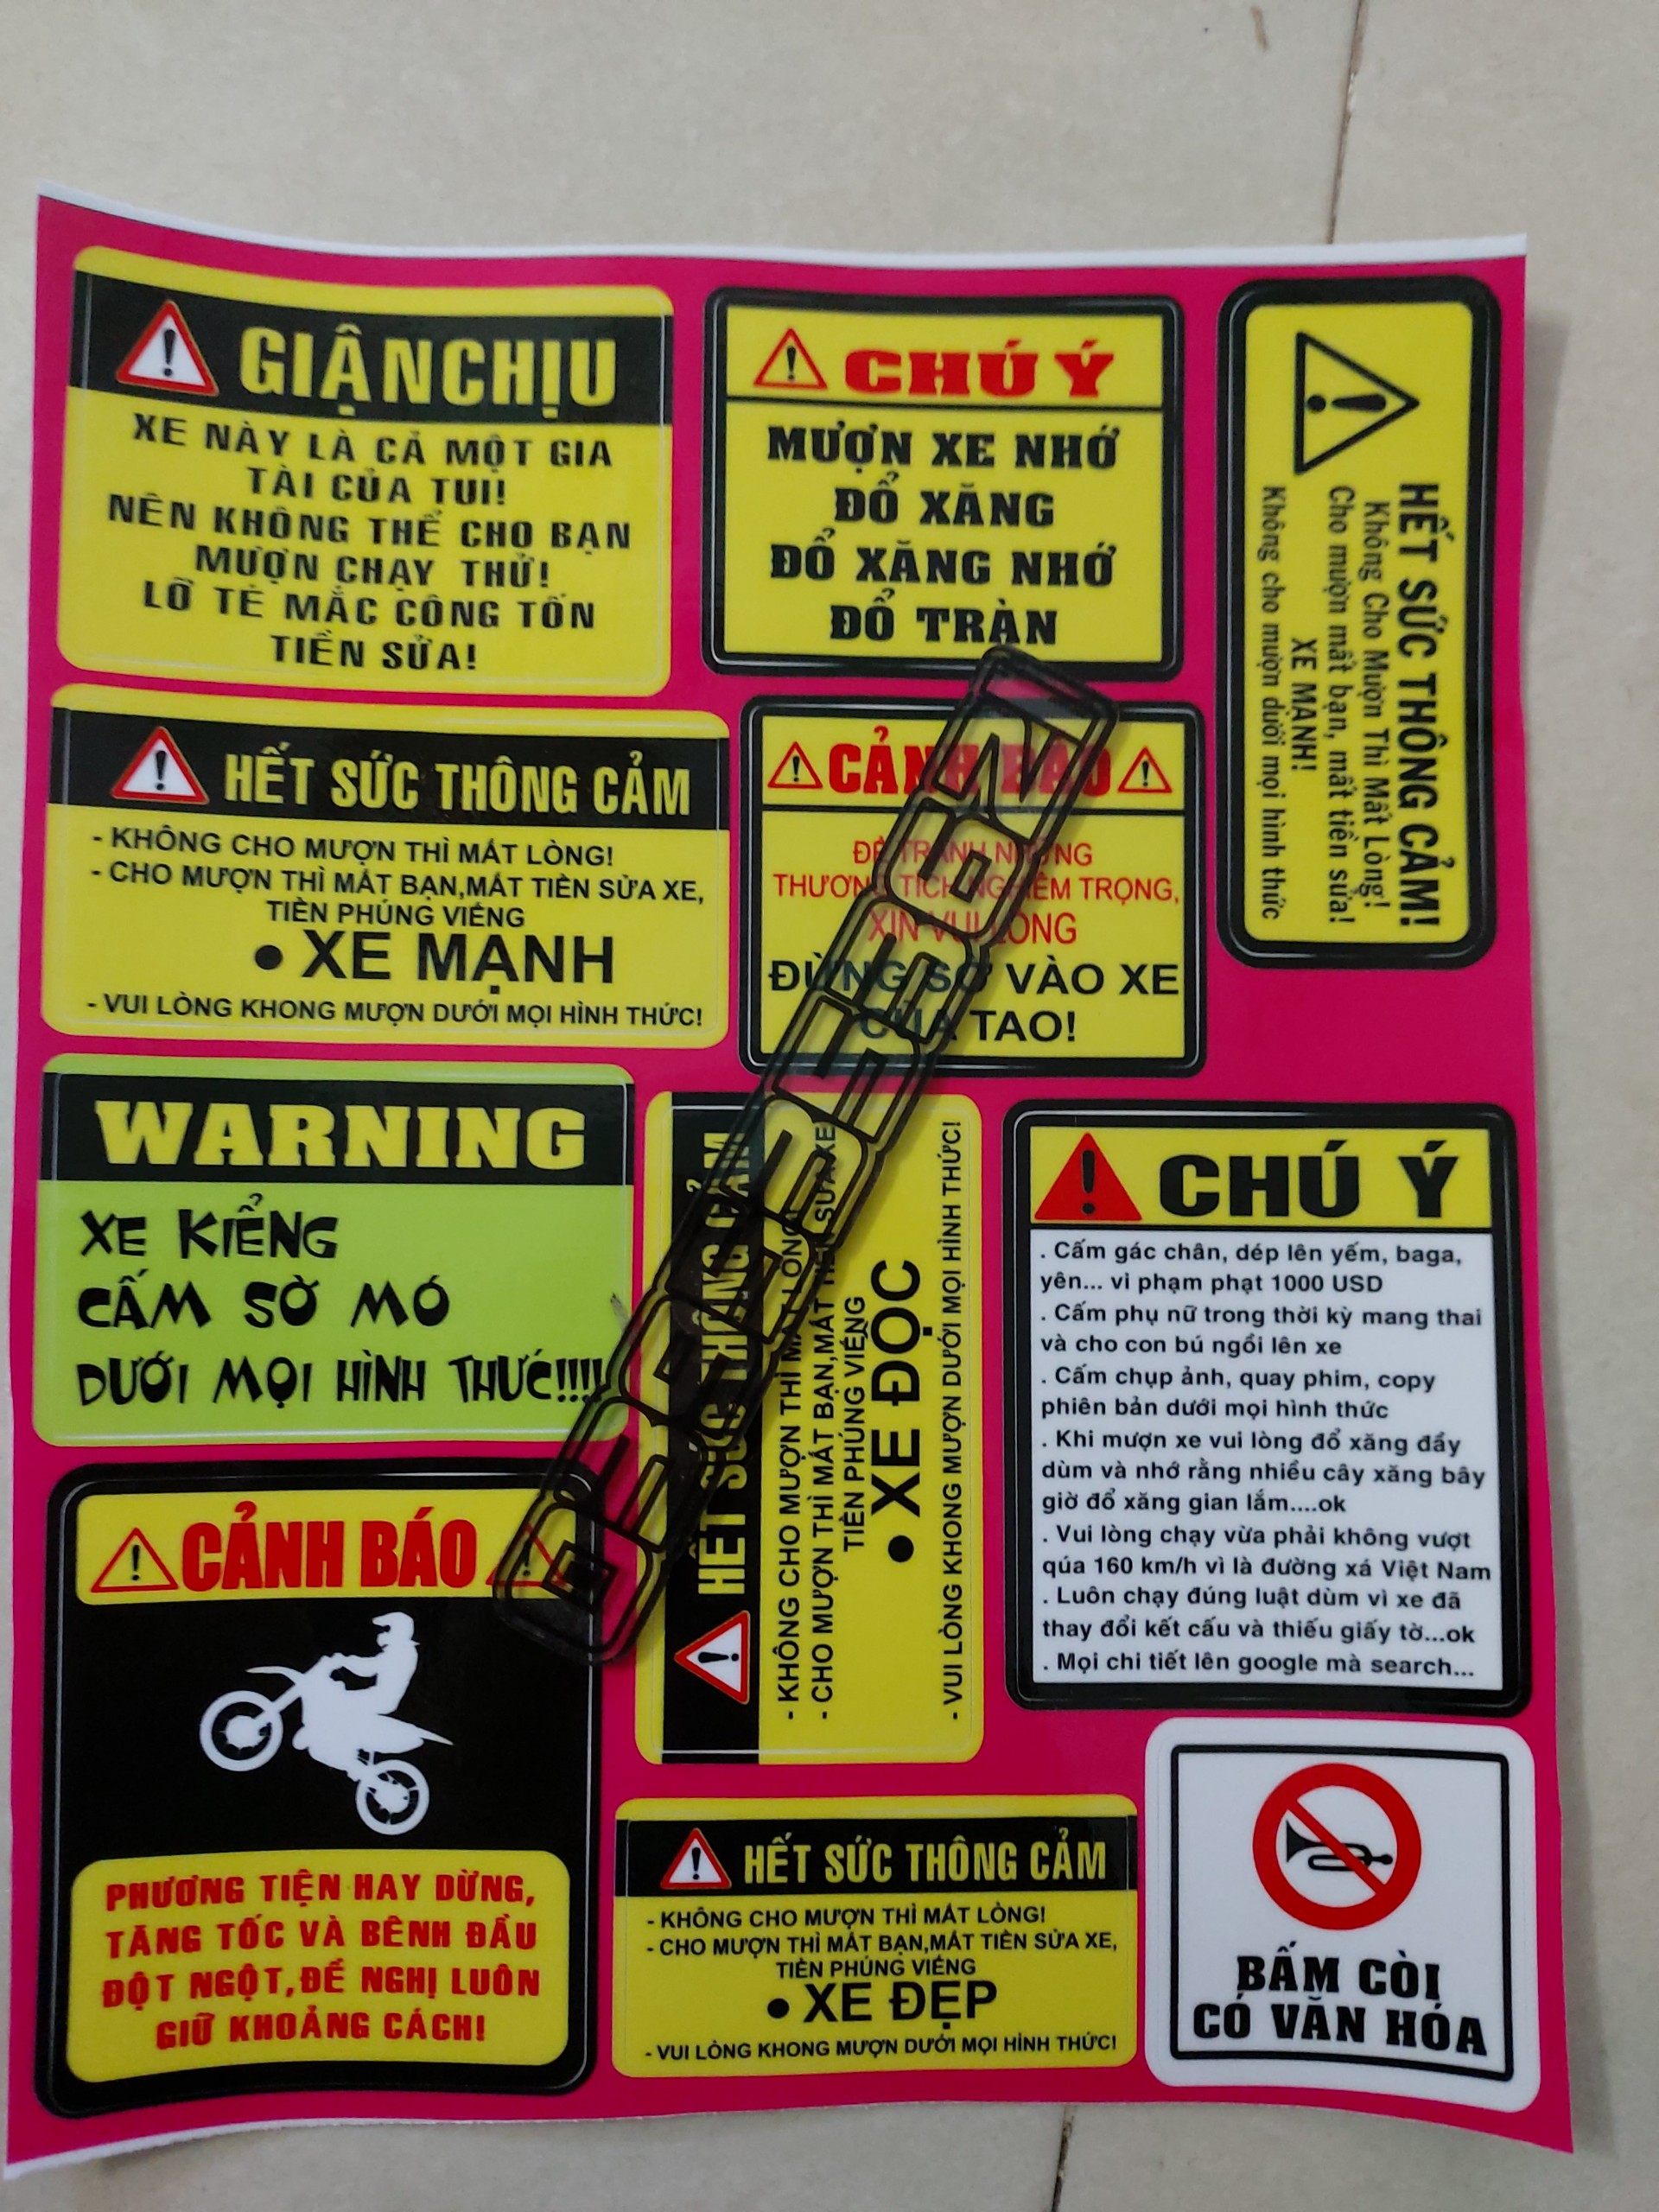 GIẬN CHỊU
XE NÀY LÀ CẢ MỘT GIA
TÀI CỦA TUI!
NÊN KHÔNG THỂ CHO BẠN
MƯỢN CHẠY THỬ!
LỠ TÉ MẮC CÔNG TỐN
TIỀN SỬA!
CHÚ Ý
MƯỢN XE NHỚ
ĐỔ XĂNG
ĐỔ XĂNG NHỚ
ĐỔ TRÀN
HẾT SỨC THÔNG CẢM!
Không Cho Mượn Thì Mất Lòng!
Cho mượn mất bạn, mất tiền sửa!
XE MẠNH!
Không cho mượn dưới mọi hình thức
HẾT SỨC THÔNG CẢM
- KHÔNG CHO MƯỢN THÌ MẤT LÒNG!
- CHO MƯỢN THÌ MẤT BẠN,MẤT TIỀN SỬA XE,
TIỀN PHÚNG VIẾNG
• XE MẠNH
- VUI LÒNG KHONG MƯỢN DƯỚI MỌI HÌNH THỨC!
CẢNH BÁO
ĐỂ TRÁNH NHỮNG
THƯƠNG TÍCH NGHIÊM TRỌNG,
XIN VUI LÒNG
ĐỪNG SỜ VÀO XE
CỦA TAO!
WARNING
XE KIỂNG
CẤM SỜ MÓ
DƯỚI MỌI HÌNH THỨC!!!!
HẾT SỨC THÔNG CẢM
- KHÔNG CHO MƯỢN THÌ MẤT LÒNG!
- CHO MƯỢN THÌ MẤT BẠN,MẤT TIỀN SỬA XE,
TIỀN PHÚNG VIẾNG
• XE ĐỘC
- VUI LÒNG KHONG MƯỢN DƯỚI MỌI HÌNH THỨC!
CHÚ Ý
. Cấm gác chân, dép lên yếm, baga,
yên... vi phạm phạt 1000 USD
. Cấm phụ nữ trong thời kỳ mang thai
và cho con bú ngồi lên xe
. Cấm chụp ảnh, quay phim, copy
phiên bản dưới mọi hình thức
. Khi mượn xe vui lòng đổ xăng đầy
dùm và nhớ rằng nhiều cây xăng bây
giờ đổ xăng gian lắm....ok
. Vui lòng chạy vừa phải không vượt
qúa 160 km/h vì là đường xá Việt Nam
. Luôn chạy đúng luật dùm vì xe đã
thay đổi kết cấu và thiếu giấy tờ...ok
. Mọi chi tiết lên google mà search...
CẢNH BÁO
PHƯƠNG TIỆN HAY DỪNG,
TĂNG TỐC VÀ BÊNH ĐẦU
ĐỘT NGỘT,ĐỀ NGHỊ LUÔN
GIỮ KHOẢNG CÁCH!
HẾT SỨC THÔNG CẢM
- KHÔNG CHO MƯỢN THÌ MẤT LÒNG!
- CHO MƯỢN THÌ MẤT BẠN,MẤT TIỀN SỬA XE,
TIỀN PHÚNG VIẾNG
• XE ĐẸP
- VUI LÒNG KHONG MƯỢN DƯỚI MỌI HÌNH THỨC!
BẤM CÒI
CÓ VĂN HÓA